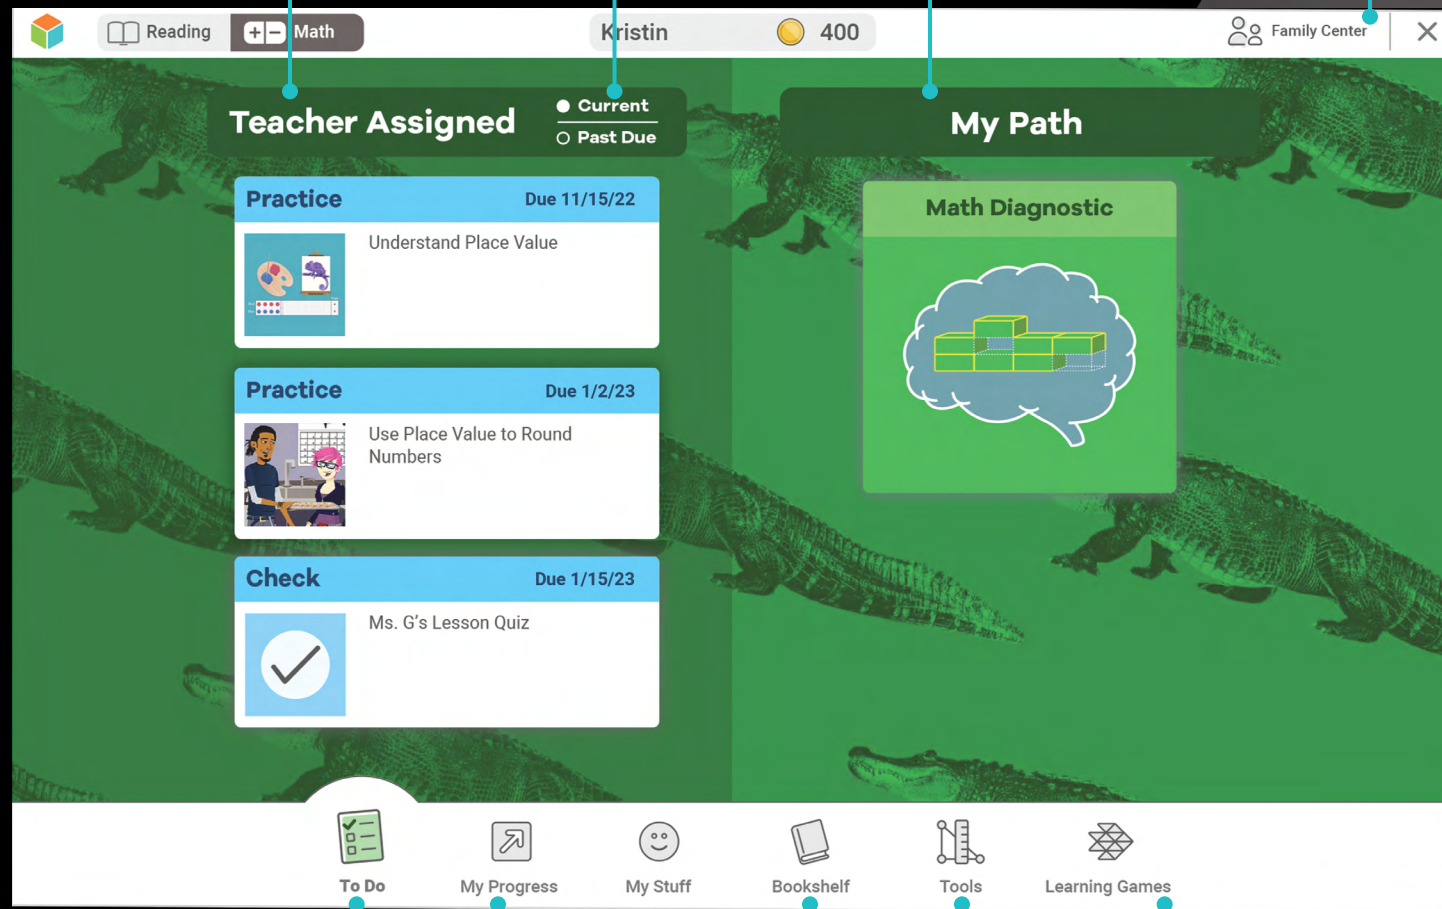 Reading
Math
Kristin
400
Family Center
Teacher Assigned
Current
Past Due
My Path
Practice
Due 11/15/22
Understand Place Value
Practice
Due 1/2/23
Use Place Value to Round
Numbers
Check
Due 1/15/23
Ms. G’s Lesson Quiz
Math Diagnostic
To Do
My Progress
My Stuff
Bookshelf
Tools
Learning Games